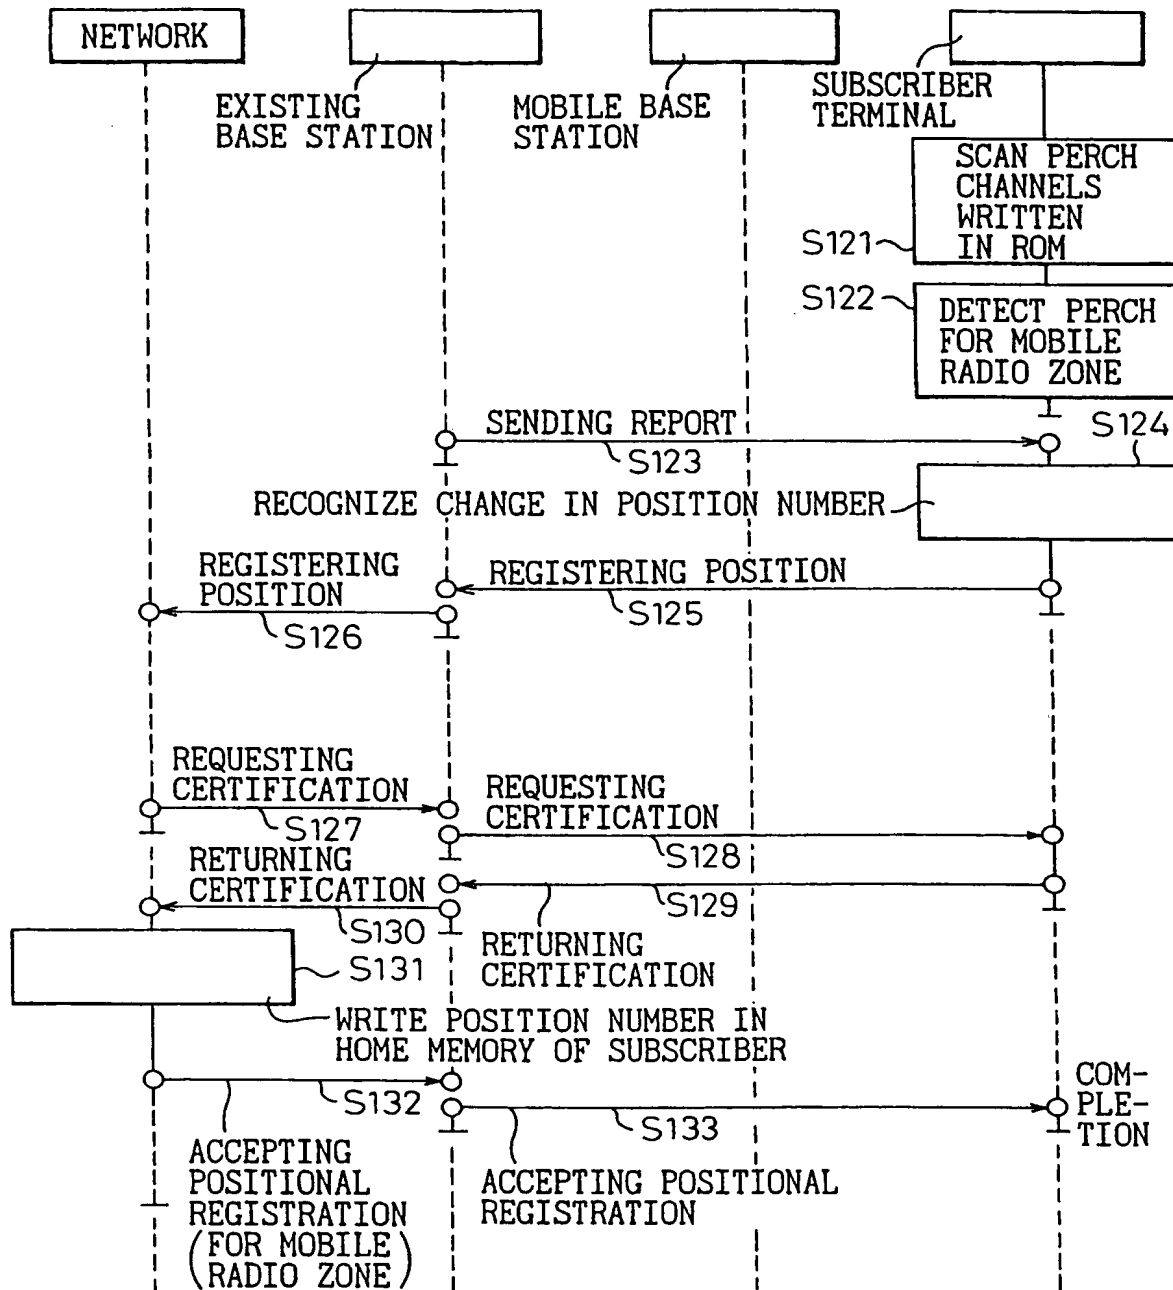 NETWORK
EXISTING
BASE STATION
MOBILE BASE
STATION
SUBSCRIBER
TERMINAL
SCAN PERCH
CHANNELS
WRITTEN
IN ROM
S121
S122
DETECT PERCH
FOR MOBILE
RADIO ZONE
SENDING REPORT
S123
S124
RECOGNIZE CHANGE IN POSITION NUMBER
REGISTERING
POSITION
S126
REGISTERING POSITION
S125
REQUESTING
CERTIFICATION
S127
REQUESTING
CERTIFICATION
S128
RETURNING
CERTIFICATION
S130
S129
RETURNING
CERTIFICATION
S131
WRITE POSITION NUMBER IN
HOME MEMORY OF SUBSCRIBER
S132
S133
COM-
PLE-
TION
ACCEPTING
POSITIONAL
REGISTRATION
(FOR MOBILE
RADIO ZONE)
ACCEPTING POSITIONAL
REGISTRATION